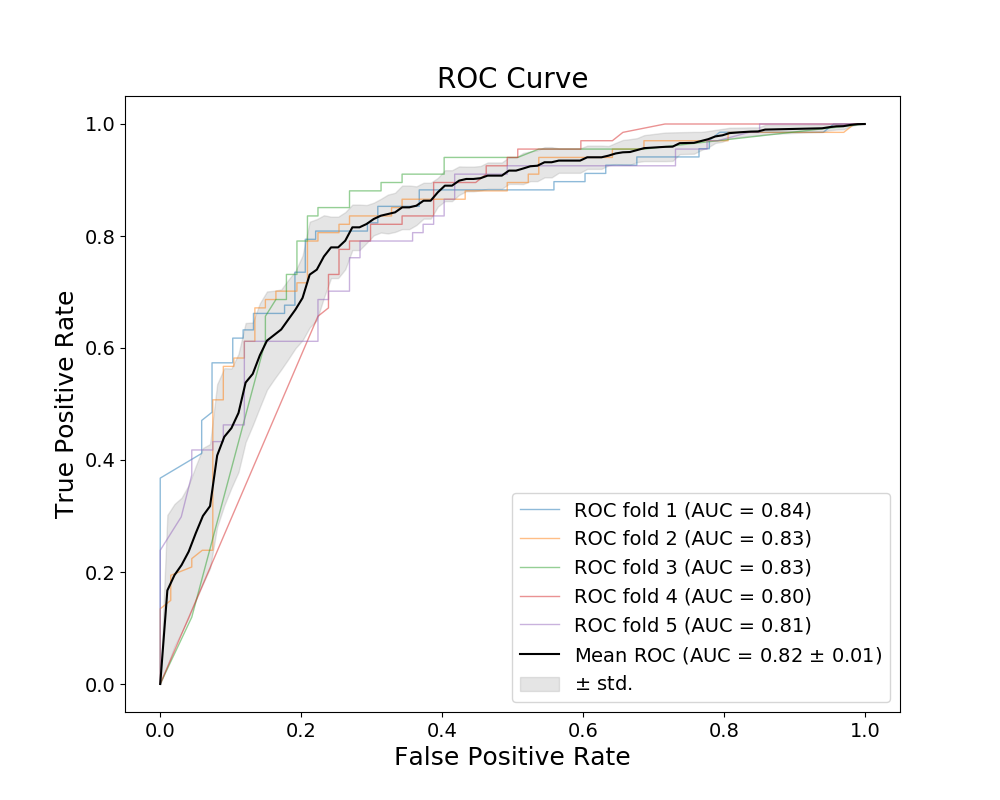 ROC Curve
True Positive Rate
1.0
0.8
0.6
0.4
0.2
0.0
ROC fold 1 (AUC = 0.84)
ROC fold 2 (AUC = 0.83)
ROC fold 3 (AUC = 0.83)
ROC fold 4 (AUC = 0.80)
ROC fold 5 (AUC = 0.81)
Mean ROC (AUC = 0.82 ± 0.01)
± std.
0.0 0.2 0.4 0.6 0.8 1.0
False Positive Rate